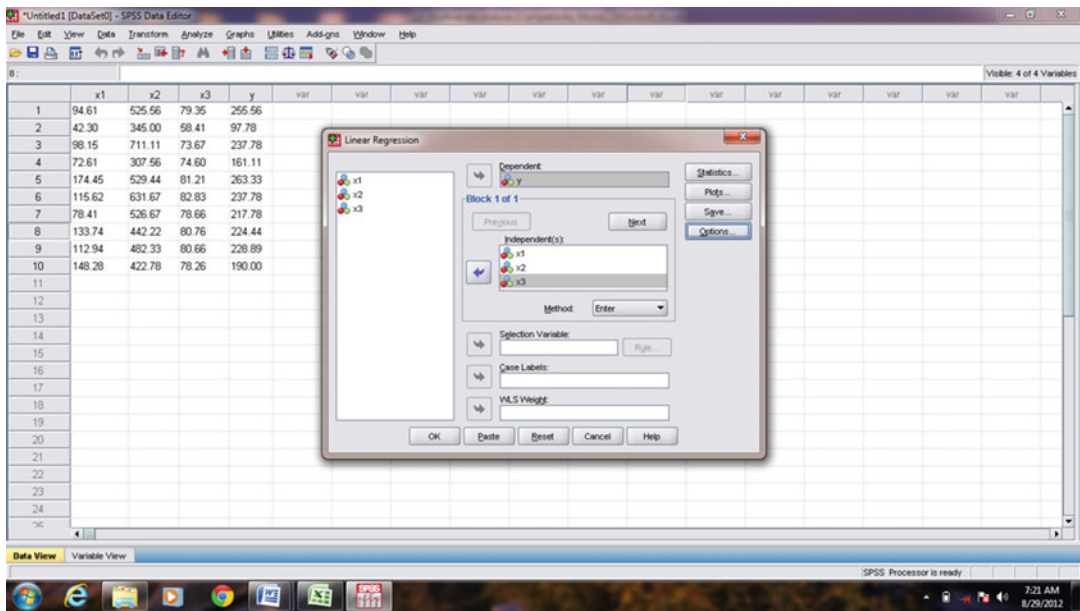 *Untitled1 [DataSet0] - SPSS Data Editor
File Edit View Data Transform Analyze Graphs Utilities Add-ons Window Help
8 :
Visible: 4 of 4 Variables
x1 x2 x3 y var var var var var var var var var var var
1 94.61 525.56 79.35 255.56
2 42.30 345.00 58.41 97.78
3 98.15 711.11 73.67 237.78
4 72.61 307.56 74.60 161.11
5 174.45 529.44 81.21 263.33
6 115.62 631.67 82.83 237.78
7 78.41 526.67 78.66 217.78
8 133.74 442.22 80.76 224.44
9 112.94 482.33 80.66 228.89
10 148.28 422.78 78.26 190.00
11
12
13
14
15
16
17
18
19
20
21
22
23
24
Linear Regression
x1
x2
x3
Dependent:
y
Block 1 of 1
Previous
Next
Independent(s):
x1
x2
x3
Method:
Enter
Selection Variable:
Rule...
Case Labels:
WLS Weight:
Statistics...
Plots...
Save...
Options...
OK
Paste
Reset
Cancel
Help
Data View
Variable View
SPSS Processor is ready
SPSS
7:21 AM
8/29/2012